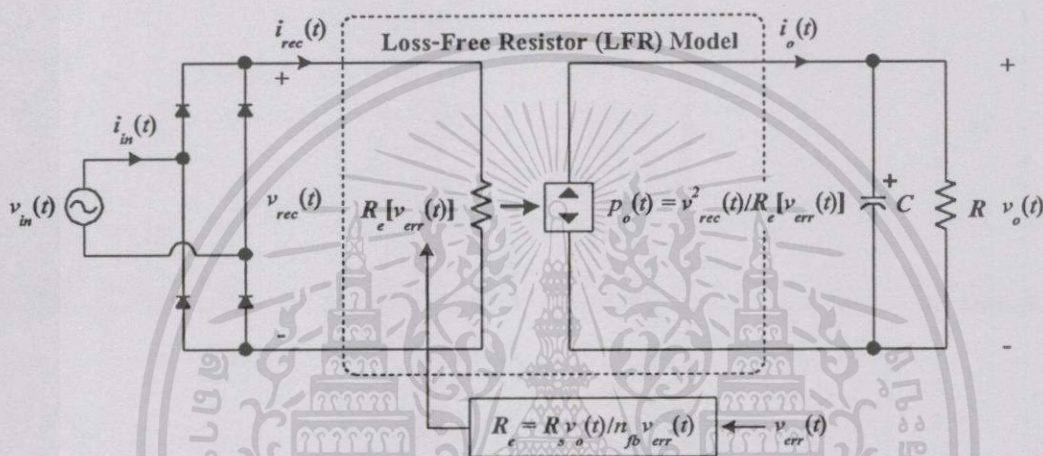 i_rec(t)
Loss-Free Resistor (LFR) Model
i_o(t)
+
+
i_in(t)
v_in(t)
v_rec(t)
R_e[v_err(t)]
p_o(t) = v²_rec(t)/R_e[v_err(t)]
+
C
R
v_o(t)
-
-
R_e = R_s v_o(t)/n_fb v_err(t)
v_err(t)